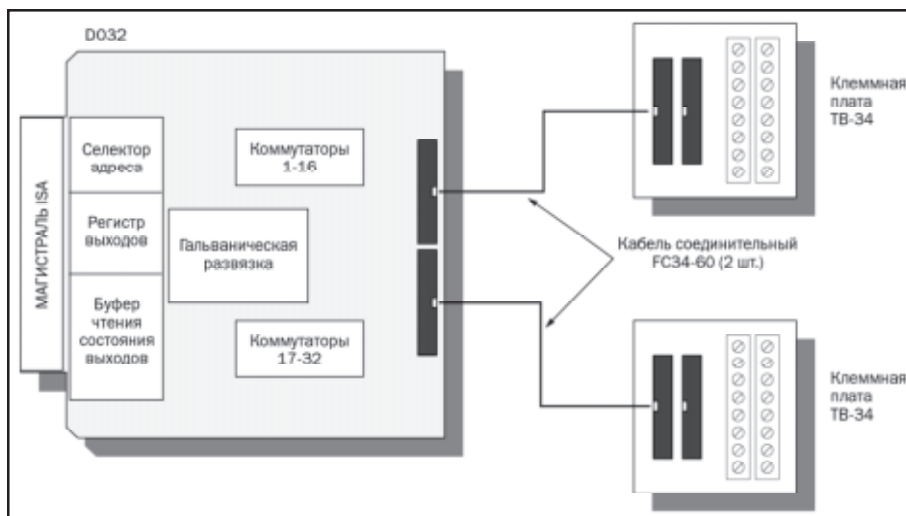 DO32
МАГИСТРАЛЬ ISA
Селектор
адреса
Регистр
выходов
Буфер
чтения
состояния
выходов
Гальваническая
развязка
Коммутаторы
1-16
Коммутаторы
17-32
Кабель соединительный
FC34-60 (2 шт.)
Клеммная
плата
ТВ-34
Клеммная
плата
ТВ-34